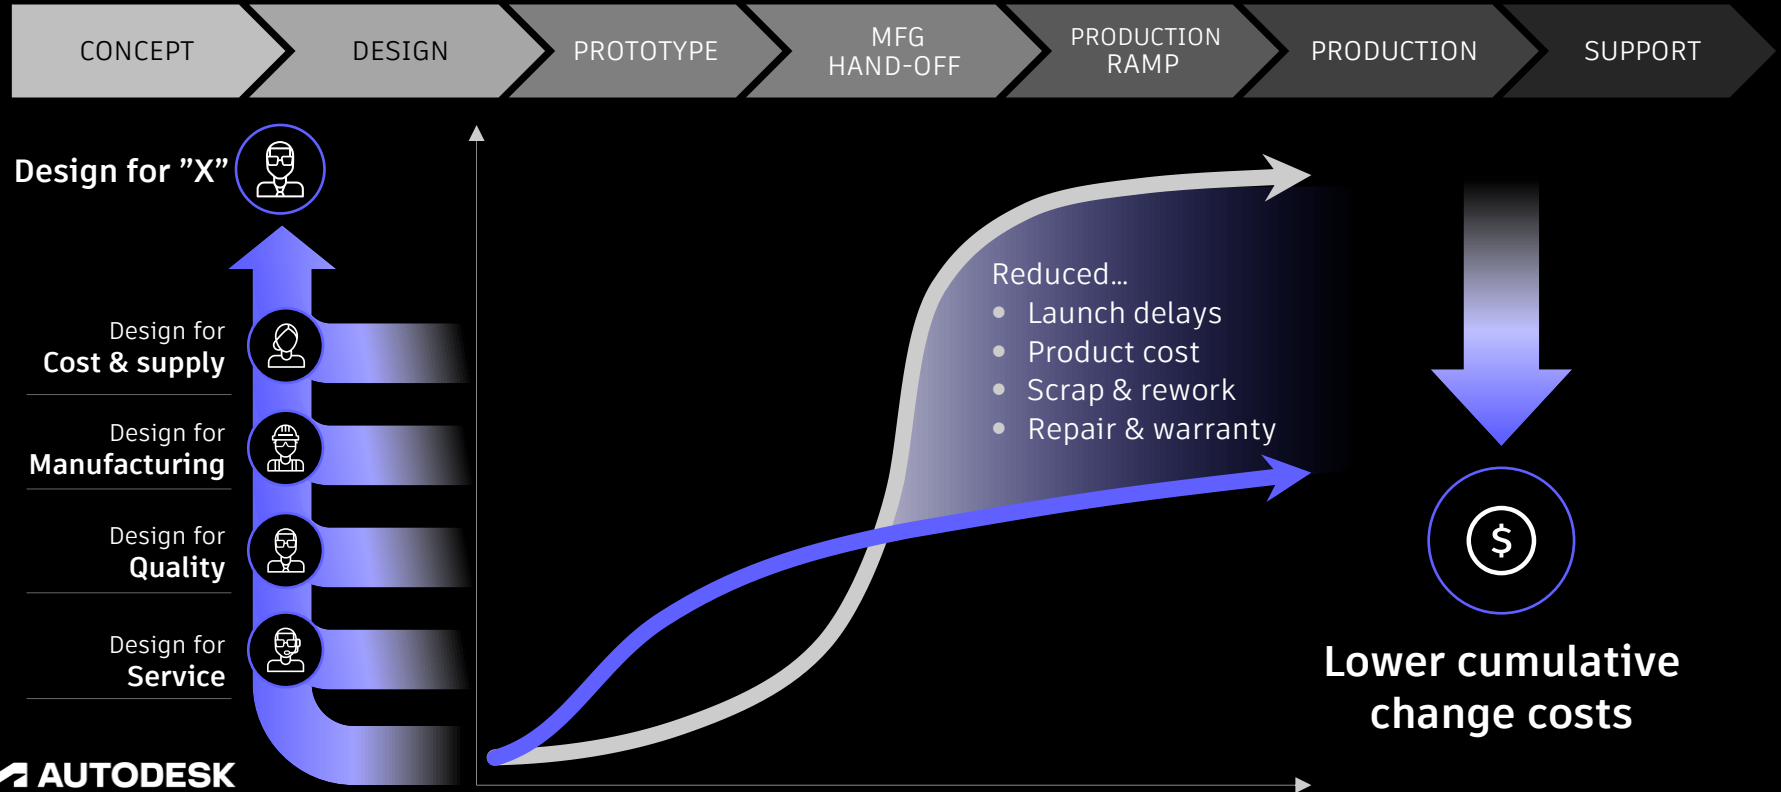 CONCEPT
DESIGN
PROTOTYPE
MFG
HAND-OFF
PRODUCTION
RAMP
PRODUCTION
SUPPORT
Design for ”X”
Design for
Cost & supply
Design for
Manufacturing
Design for
Quality
Design for
Service
AUTODESK
Reduced...
• Launch delays
• Product cost
• Scrap & rework
• Repair & warranty
$
Lower cumulative
change costs